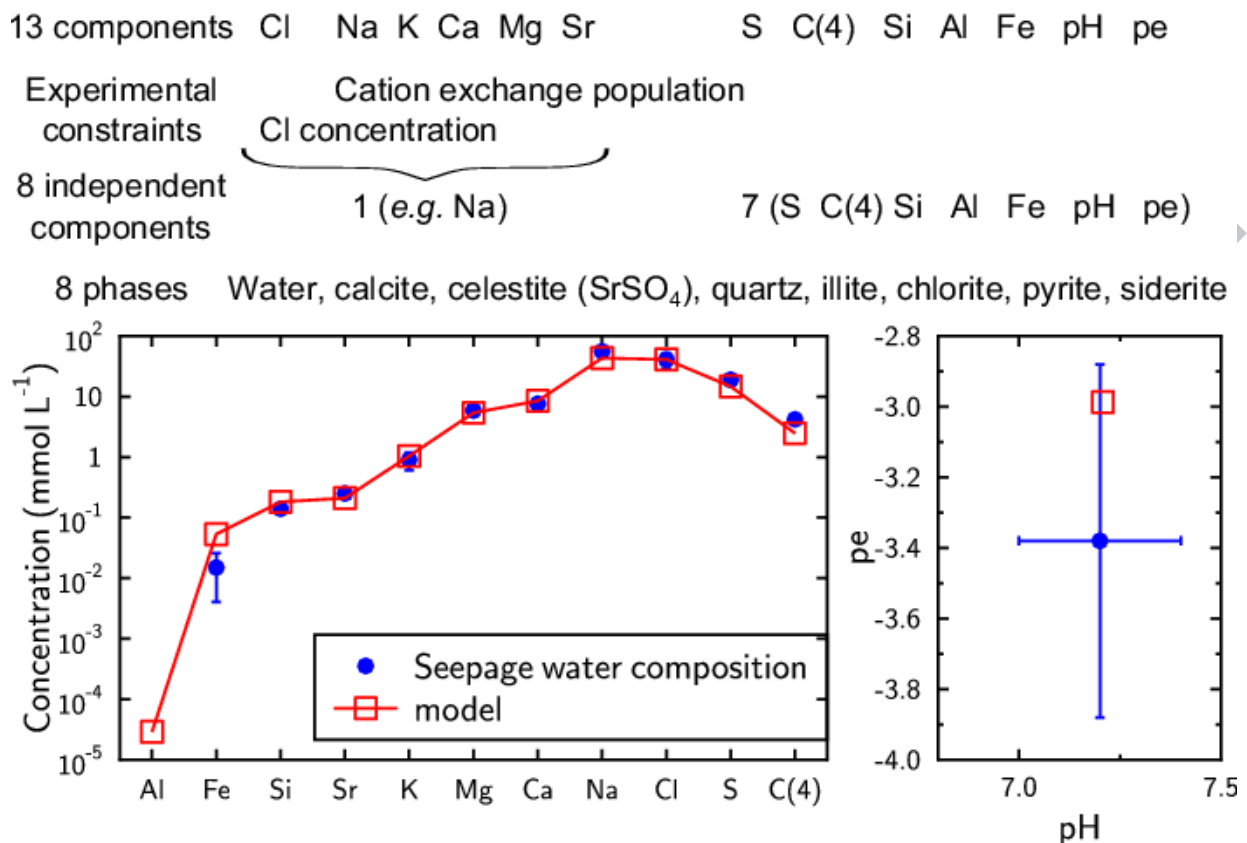 13 components Cl Na K Ca Mg Sr S C(4) Si Al Fe pH pe
Experimental constraints
Cation exchange population
Cl concentration
8 independent components
1 (e.g. Na)
7 (S C(4) Si Al Fe pH pe)
8 phases Water, calcite, celestite (SrSO₄), quartz, illite, chlorite, pyrite, siderite
Concentration (mmol L⁻¹)
10²
10
1
10⁻¹
10⁻²
10⁻³
10⁻⁴
10⁻⁵
Seepage water composition
model
Al Fe Si Sr K Mg Ca Na Cl S C(4)
pe
-2.8
-3.0
-3.2
-3.4
-3.6
-3.8
-4.0
7.0 7.5
pH